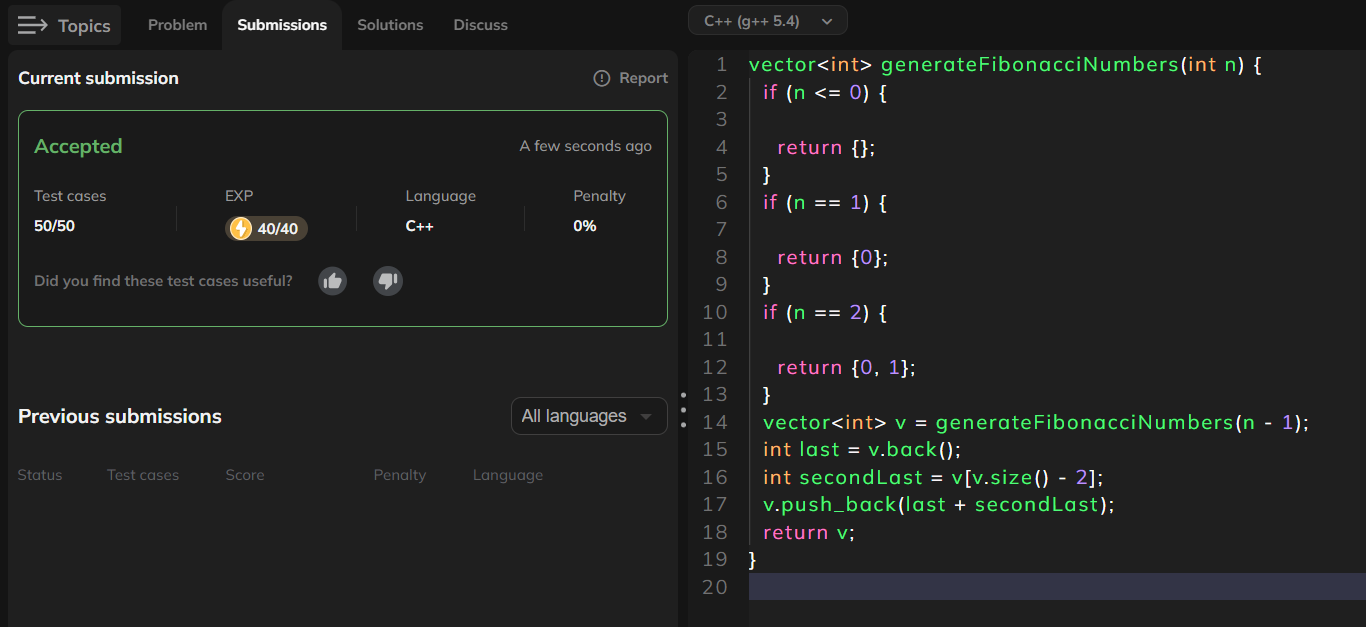 Topics Problem Submissions Solutions Discuss
Current submission Report
Accepted A few seconds ago
Test cases EXP Language Penalty
50/50 40/40 C++ 0%
Did you find these test cases useful?
Previous submissions All languages
Status Test cases Score Penalty Language
C++ (g++ 5.4)
1 vector<int> generateFibonacciNumbers(int n) {
2 if (n <= 0) {
3
4 return {};
5 }
6 if (n == 1) {
7
8 return {0};
9 }
10 if (n == 2) {
11
12 return {0, 1};
13 }
14 vector<int> v = generateFibonacciNumbers(n - 1);
15 int last = v.back();
16 int secondLast = v[v.size() - 2];
17 v.push_back(last + secondLast);
18 return v;
19 }
20